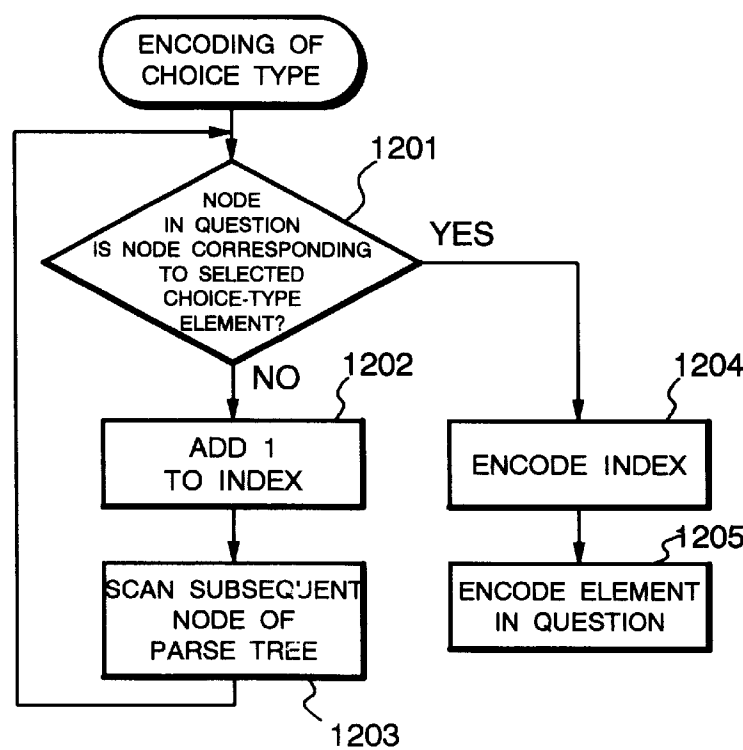 ENCODING OF
CHOICE TYPE
1201
NODE
IN QUESTION
IS NODE CORRESPONDING
TO SELECTED
CHOICE-TYPE
ELEMENT?
YES
NO
1202
ADD 1
TO INDEX
SCAN SUBSEQUENT
NODE OF
PARSE TREE
1203
1204
ENCODE INDEX
1205
ENCODE ELEMENT
IN QUESTION